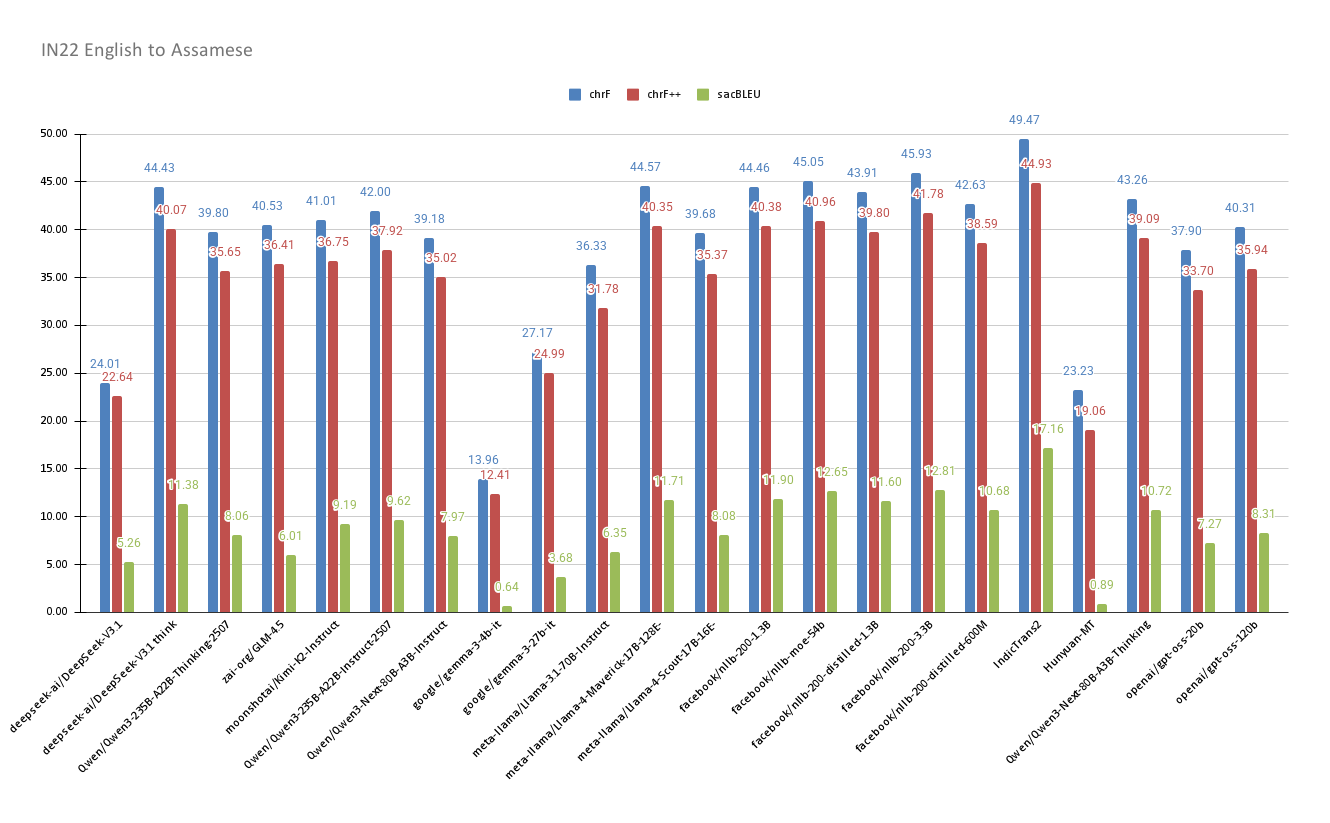 IN22 English to Assamese
chrF chrF++ sacBLEU
50.00
45.00
40.00
35.00
30.00
25.00
20.00
15.00
10.00
5.00
0.00
24.01 22.64 5.26
44.43 40.07 11.38
39.80 35.65 8.06
40.53 36.41 6.01
41.01 36.75 9.19
42.00 37.92 9.62
39.18 35.02 7.97
13.96 12.41 0.64
27.17 24.99 3.68
36.33 31.78 6.35
44.57 40.35 11.71
39.68 35.37 8.08
44.46 40.38 11.90
45.05 40.96 12.65
43.91 39.80 11.60
45.93 41.78 12.81
42.63 38.59 10.68
49.47 44.93 17.16
23.23 19.06 0.89
43.26 39.09 10.72
37.90 33.70 7.27
40.31 35.94 8.31
deepseek-ai/DeepSeek-V3.1
deepseek-ai/DeepSeek-V3.1 think
Qwen/Qwen3-235B-A22B-Thinking-2507
zai-org/GLM-4.5
moonshotai/Kimi-K2-Instruct
Qwen/Qwen3-235B-A22B-Instruct-2507
Qwen/Qwen3-Next-80B-A3B-Instruct
google/gemma-3-4b-it
google/gemma-3-27b-it
meta-llama/Llama-3.1-70B-Instruct
meta-llama/Llama-4-Maverick-17B-128E-
meta-llama/Llama-4-Scout-17B-16E-
facebook/nllb-200-1.3B
facebook/nllb-moe-54b
facebook/nllb-200-distilled-1.3B
facebook/nllb-200-3.3B
facebook/nllb-200-distilled-600M
IndicTrans2
Hunyuan-MT
Qwen/Qwen3-Next-80B-A3B-Thinking
openai/gpt-oss-20b
openai/gpt-oss-120b